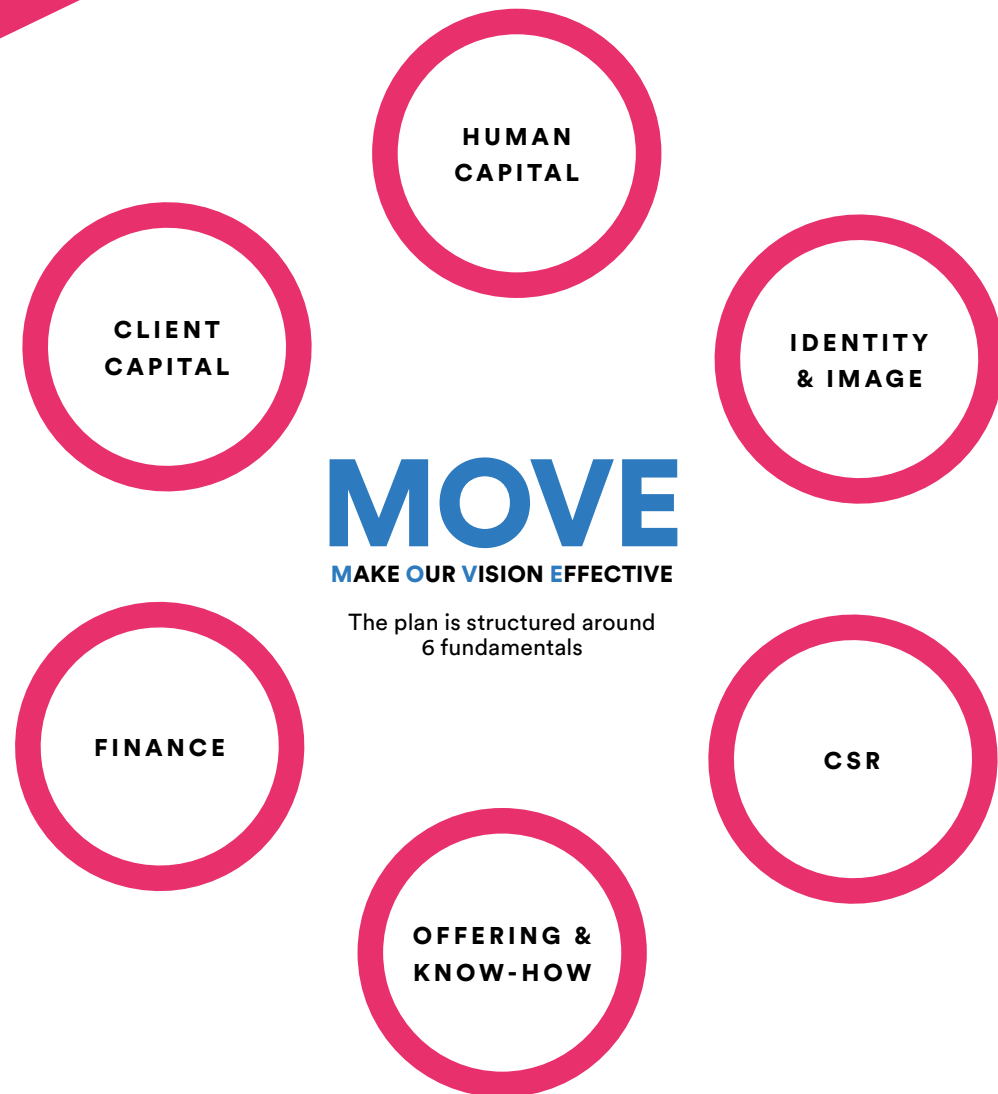 HUMAN
CAPITAL
CLIENT
CAPITAL
IDENTITY
& IMAGE
MOVE
MAKE OUR VISION EFFECTIVE
The plan is structured around
6 fundamentals
FINANCE
CSR
OFFERING &
KNOW-HOW